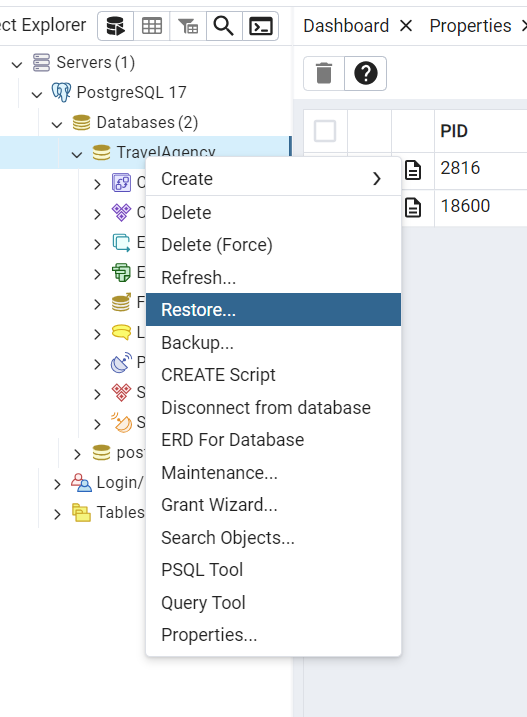 ect Explorer
Dashboard
Properties
Servers (1)
PostgreSQL 17
Databases (2)
TravelAgency
PID
2816
18600
Create
Delete
Delete (Force)
Refresh...
Restore...
Backup...
CREATE Script
Disconnect from database
ERD For Database
Maintenance...
Grant Wizard...
Search Objects...
PSQL Tool
Query Tool
Properties...
C
C
E
E
F
L
P
S
S
post
Login/
Tables